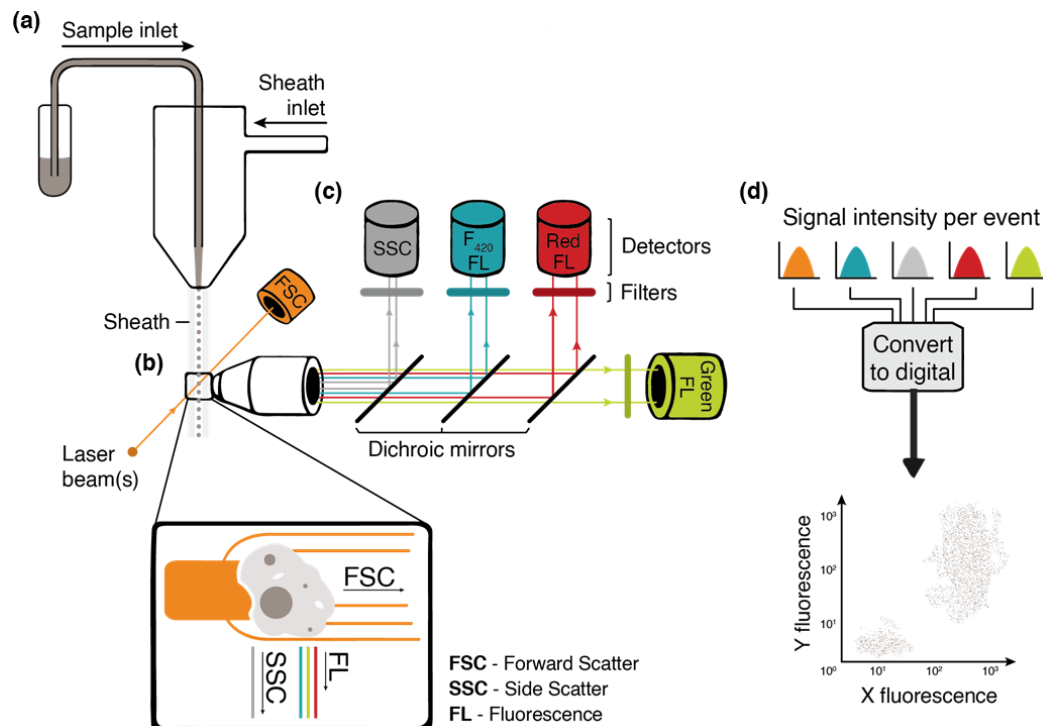 (a)
Sample inlet
Sheath
inlet
(c)
SSC
F₄₂₀
FL
Red
FL
Detectors
Filters
FSC
Sheath
(b)
Green
FL
Dichroic mirrors
Laser
beam(s)
FSC
SSC
FL
FSC - Forward Scatter
SSC - Side Scatter
FL - Fluorescence
(d)
Signal intensity per event
Convert
to digital
Y fluorescence
10³
10²
10¹
10⁰
10¹
10²
10³
X fluorescence